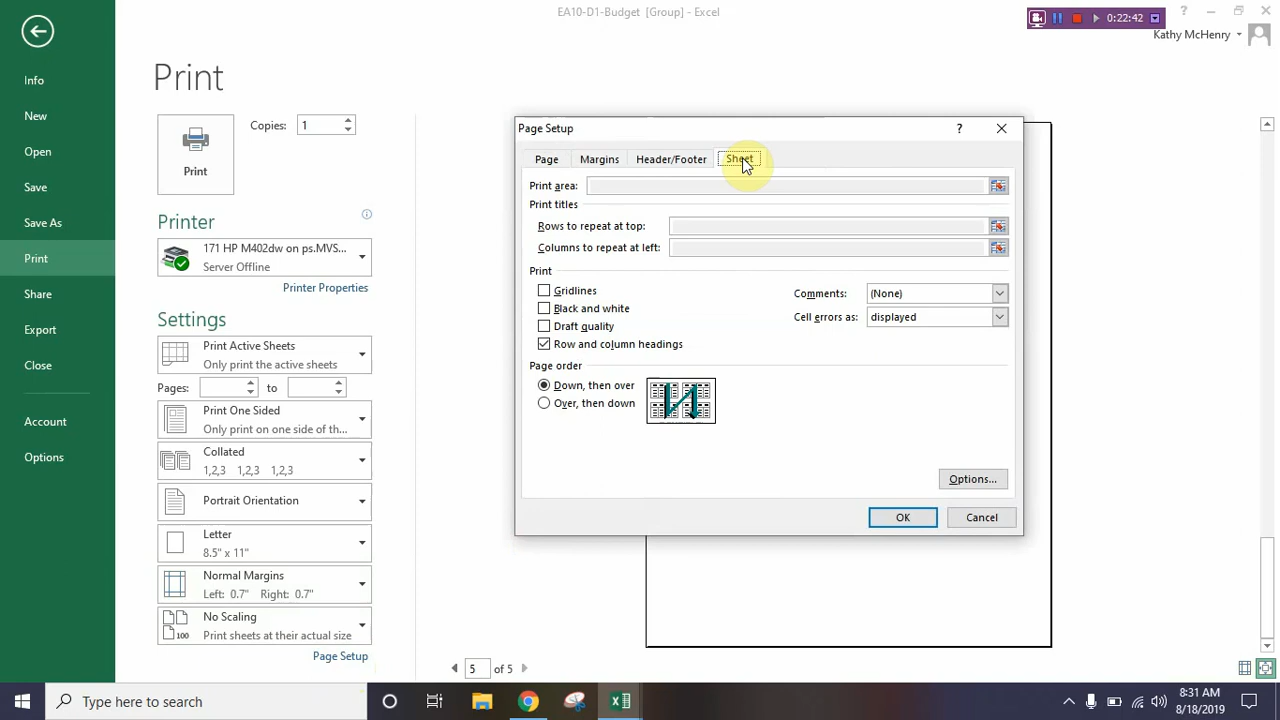 EA10-D1-Budget [Group] - Excel
0:22:42
?
Kathy McHenry
Info
New
Open
Save
Save As
Print
Share
Export
Close
Account
Options
Print
Print
Copies: 1
Printer
171 HP M402dw on ps.MVS...
Server Offline
Printer Properties
Settings
Print Active Sheets
Only print the active sheets
Pages: to
Print One Sided
Only print on one side of th...
Collated
1,2,3 1,2,3 1,2,3
Portrait Orientation
Letter
8.5" x 11"
Normal Margins
Left: 0.7" Right: 0.7"
No Scaling
Print sheets at their actual size
100
Page Setup
Page Setup
?
Page Margins Header/Footer Sheet
Print area:
Print titles
Rows to repeat at top:
Columns to repeat at left:
Print
Gridlines
Black and white
Draft quality
Row and column headings
Comments: (None)
Cell errors as: displayed
Page order
Down, then over
Over, then down
Options...
OK Cancel
5 of 5
Type here to search
8:31 AM
8/18/2019